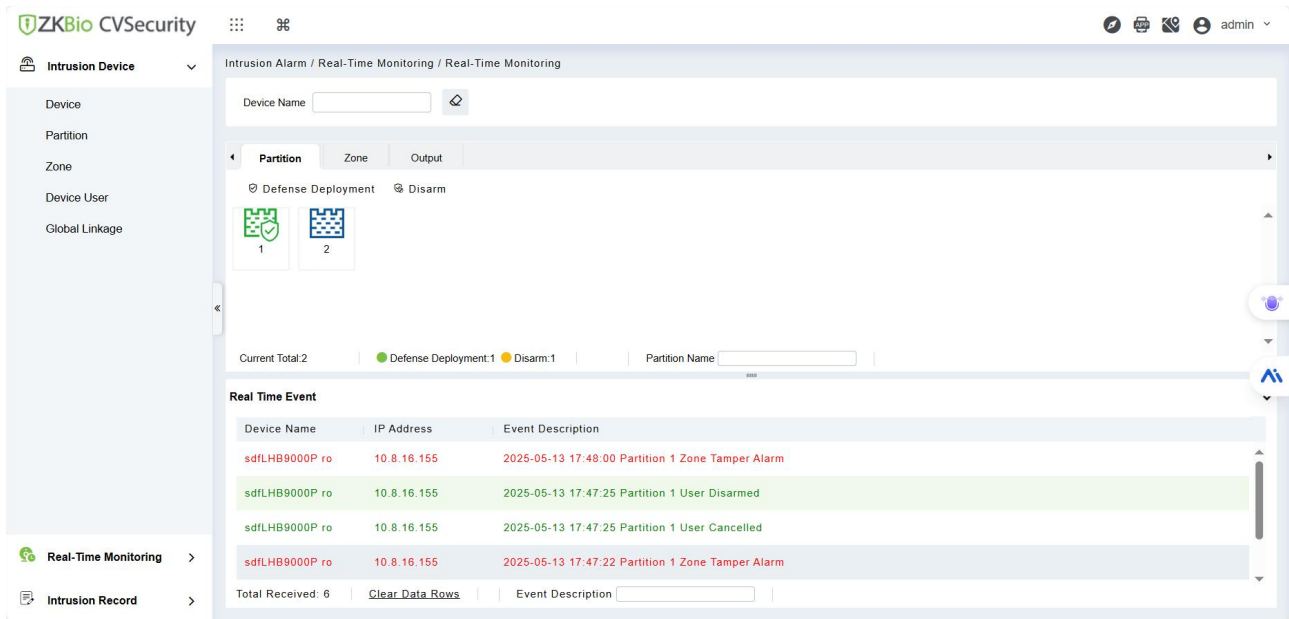 ZKBio CVSecurity
APP
admin
Intrusion Device
Device
Partition
Zone
Device User
Global Linkage
Real-Time Monitoring
Intrusion Record
Intrusion Alarm / Real-Time Monitoring / Real-Time Monitoring
Device Name
Partition Zone Output
Defense Deployment Disarm
1 2
Current Total:2 Defense Deployment:1 Disarm:1 Partition Name
Real Time Event
Device Name IP Address Event Description
sdfLHB9000P ro 10.8.16.155 2025-05-13 17:48:00 Partition 1 Zone Tamper Alarm
sdfLHB9000P ro 10.8.16.155 2025-05-13 17:47:25 Partition 1 User Disarmed
sdfLHB9000P ro 10.8.16.155 2025-05-13 17:47:25 Partition 1 User Cancelled
sdfLHB9000P ro 10.8.16.155 2025-05-13 17:47:22 Partition 1 Zone Tamper Alarm
Total Received: 6 Clear Data Rows Event Description